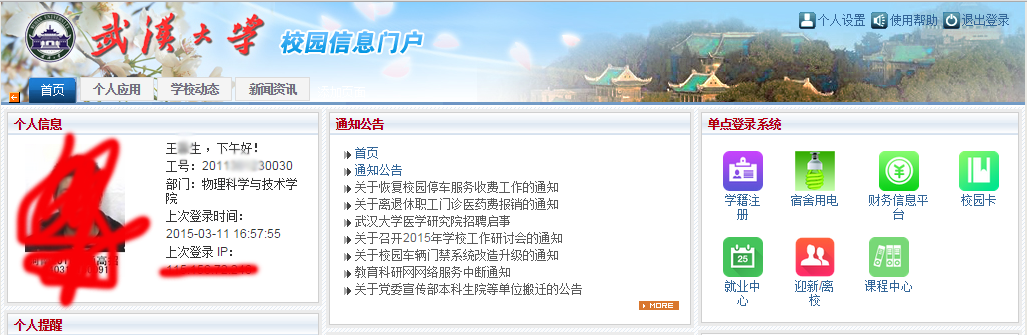 武漢大學 校园信息门户
个人设置 使用帮助 退出登录
首页 个人应用 学校动态 新闻资讯
个人信息
王 生，下午好！
工号：2011 30030
部门：物理科学与技术学
院
上次登录时间：
2015-03-11 16:57:55
上次登录 IP：
个人提醒
通知公告
首页
通知公告
关于恢复校园停车服务收费工作的通知
关于离退休职工门诊医药费报销的通知
武汉大学医学研究院招聘启事
关于召开2015年学校工作研讨会的通知
关于校园车辆门禁系统改造升级的通知
教育科研网网络服务中断通知
关于党委宣传部本科生院等单位搬迁的公告
MORE
单点登录系统
学籍注
册
宿舍用电
财务信息平
台
校园卡
25
就业中
心
迎新/离
校
课程中心